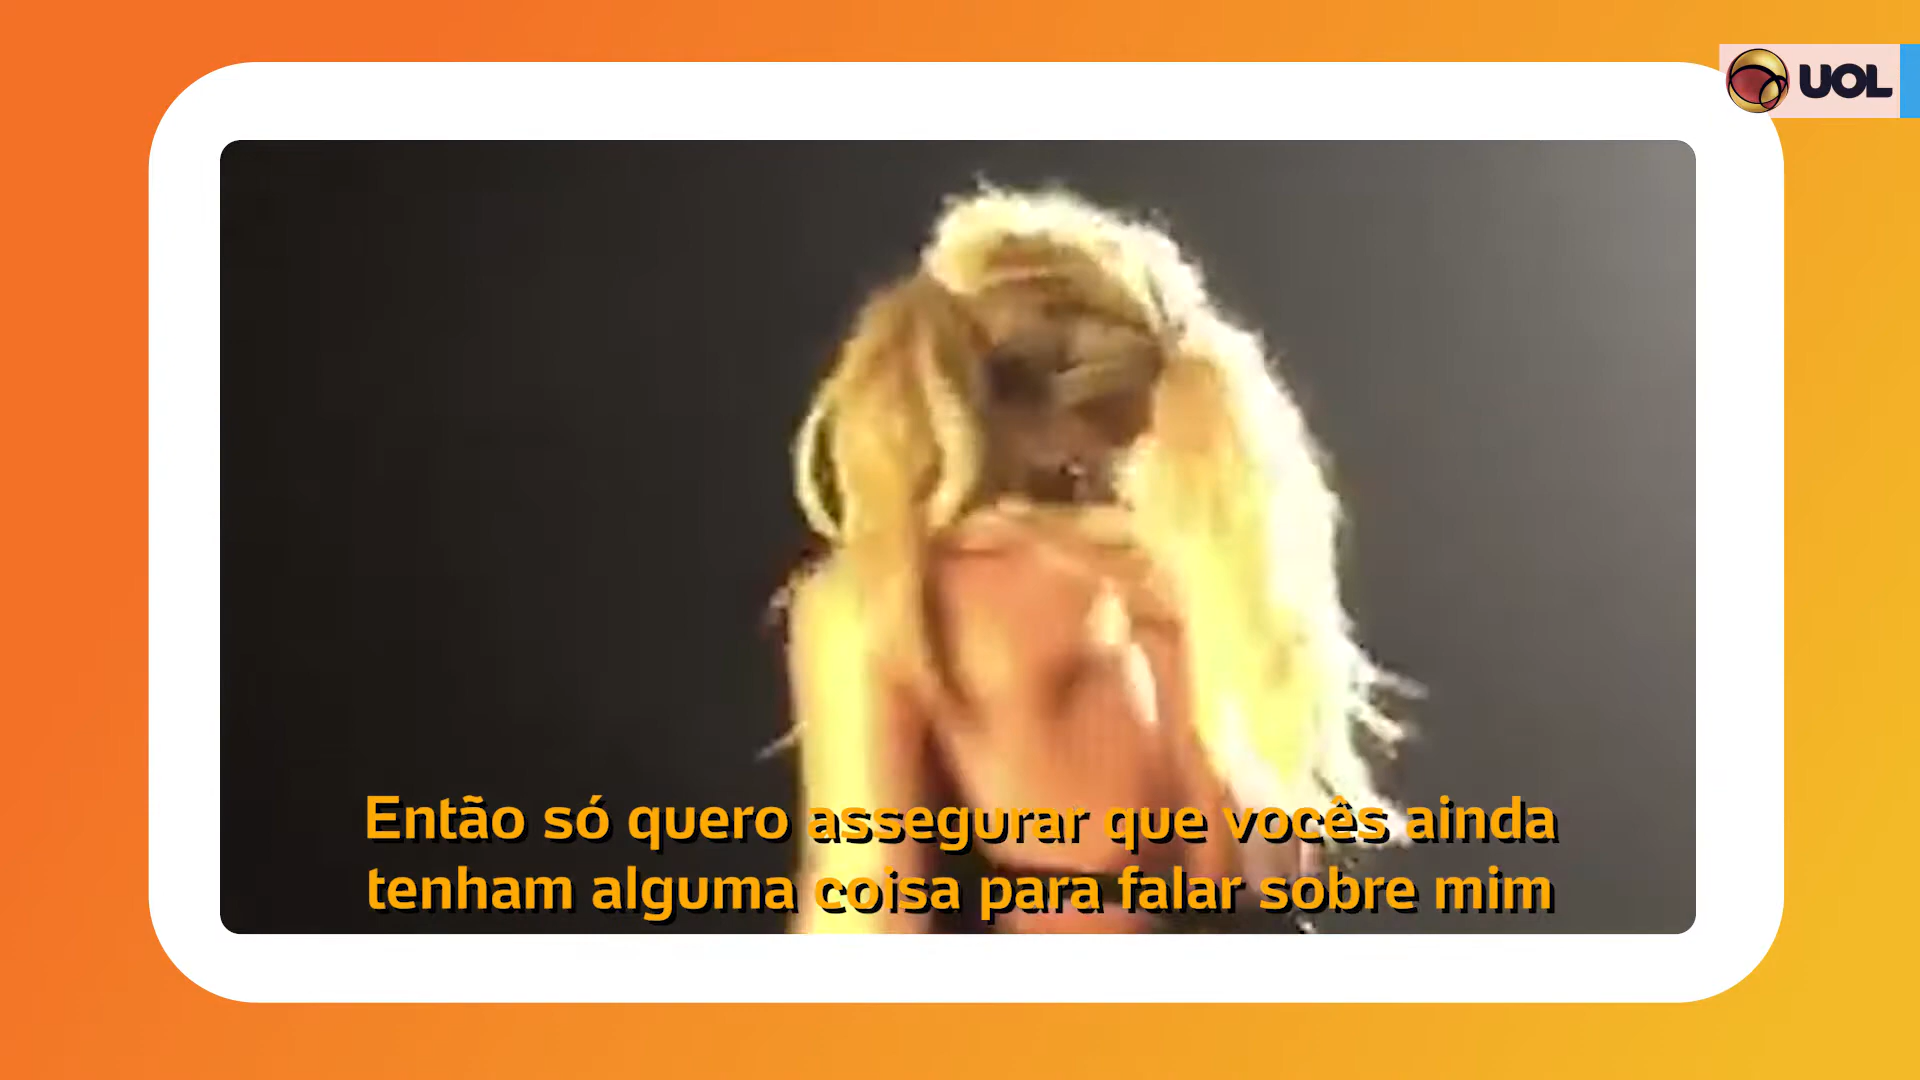 UOL
Então só quero assegurar que vocês ainda
tenham alguma coisa para falar sobre mim